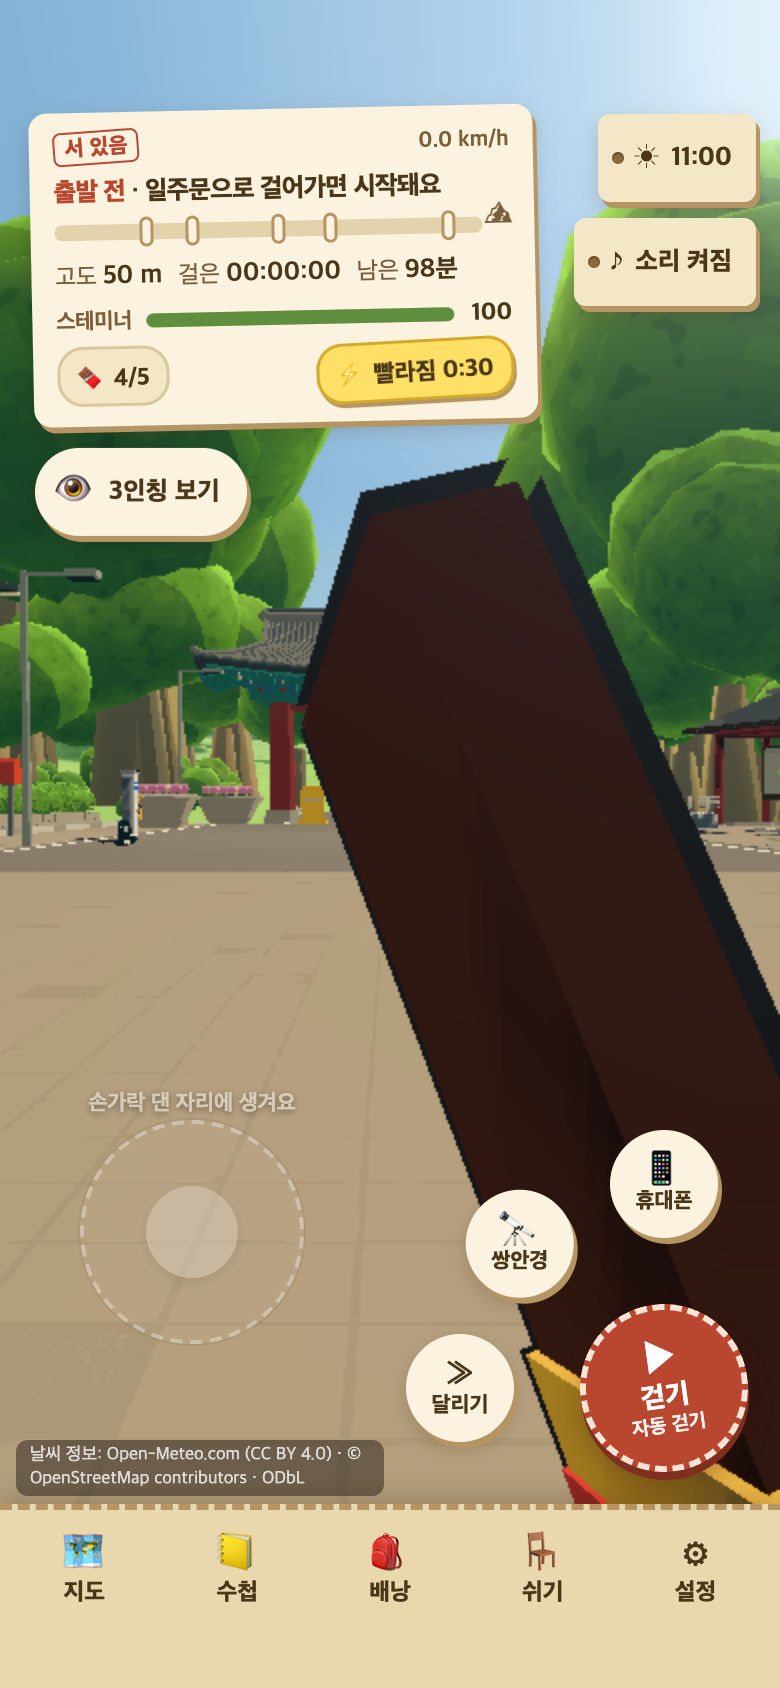 서 있음
0.0 km/h
출발 전 · 일주문으로 걸어가면 시작돼요
고도 50 m 걸은 00:00:00 남은 98분
스테미너 100
4/5
빨라짐 0:30
11:00
♪ 소리 켜짐
3인칭 보기
손가락 댄 자리에 생겨요
휴대폰
쌍안경
달리기
걷기
자동 걷기
날씨 정보: Open-Meteo.com (CC BY 4.0) · ©
OpenStreetMap contributors · ODbL
지도
수첩
배낭
쉬기
설정